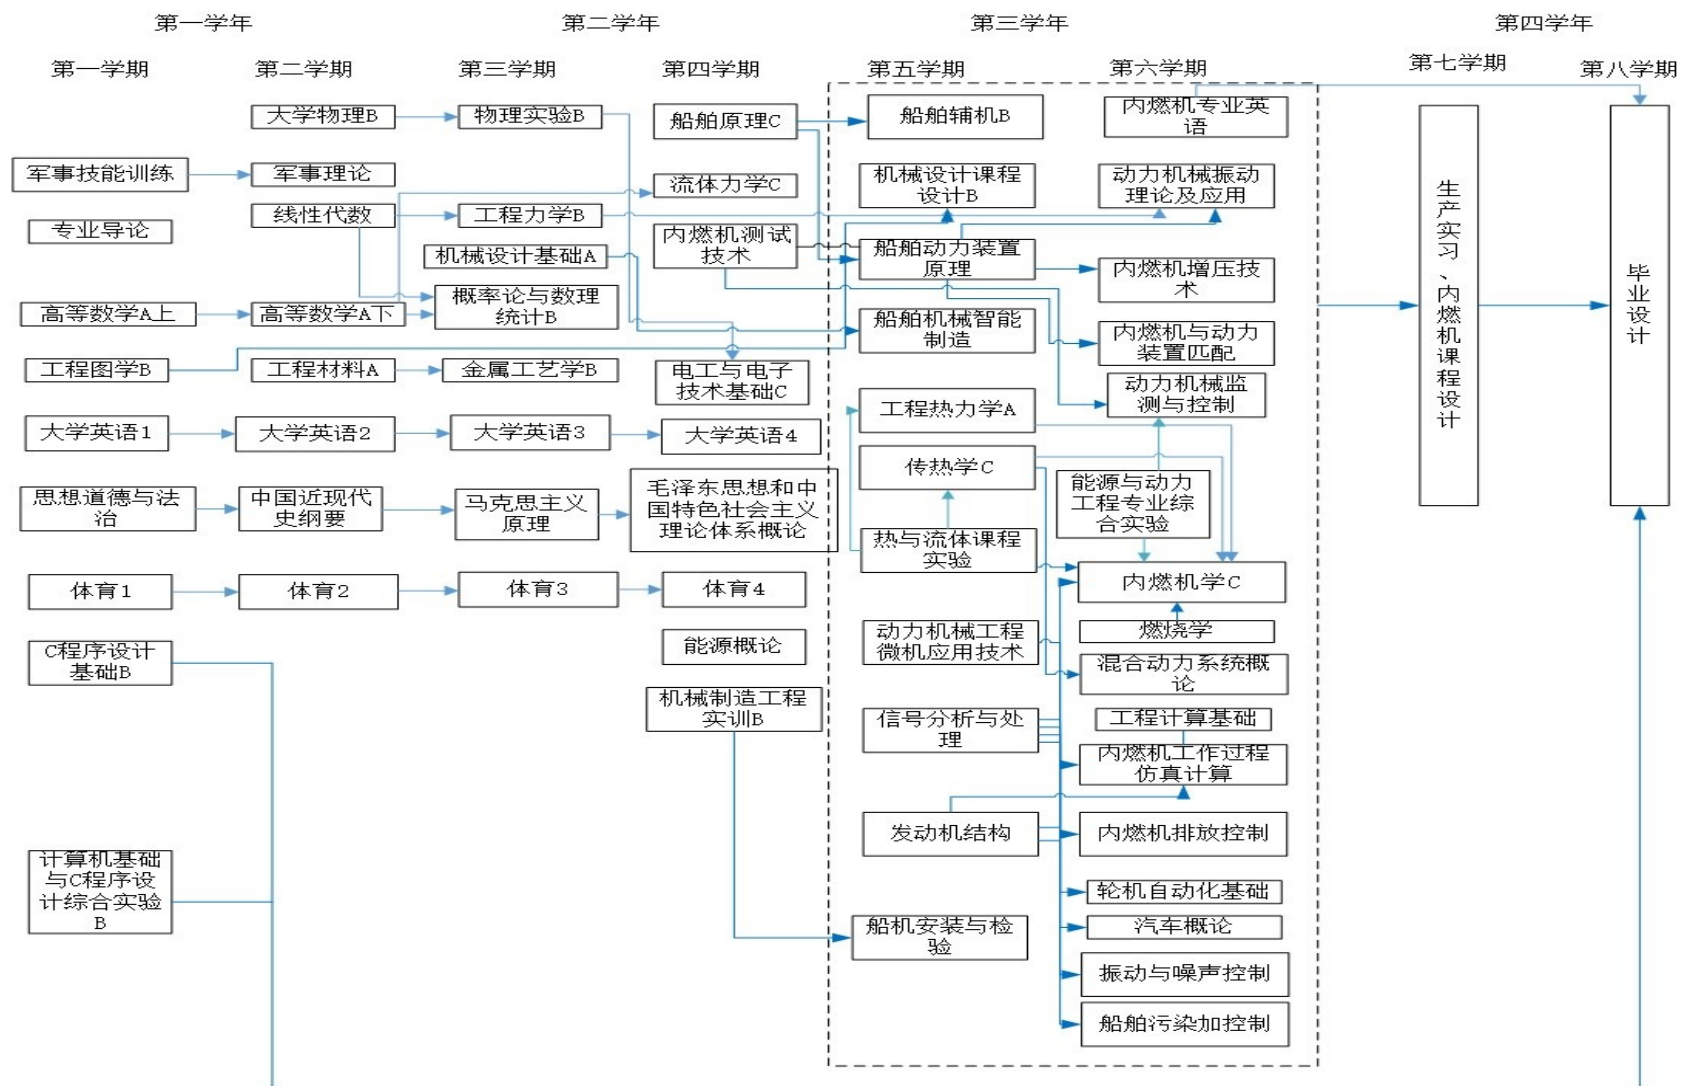 第一学年
第二学年
第三学年
第四学年
第一学期
第二学期
第三学期
第四学期
第五学期
第六学期
第七学期
第八学期
军事技能训练
专业导论
高等数学A上
工程图学B
大学英语1
思想道德与法
治
体育1
C程序设计
基础B
计算机基础
与C程序设
计综合实验
B
大学物理B
军事理论
线性代数
高等数学A下
工程材料A
大学英语2
中国近现代
史纲要
体育2
物理实验B
工程力学B
机械设计基础A
概率论与数理
统计B
金属工艺学B
大学英语3
马克思主义
原理
体育3
船舶原理C
流体力学C
内燃机测试
技术
电工与电子
技术基础C
大学英语4
毛泽东思想和中
国特色社会主义
理论体系概论
体育4
能源概论
机械制造工程
实训B
船舶辅机B
机械设计课程
设计B
船舶动力装置
原理
船舶机械智能
制造
工程热力学A
传热学C
热与流体课程
实验
动力机械工程
微机应用技术
信号分析与处
理
发动机结构
船机安装与检
验
内燃机专业英
语
动力机械振动
理论及应用
内燃机增压技
术
内燃机与动力
装置匹配
动力机械监
测与控制
能源与动力
工程专业综
合实验
内燃机学C
燃烧学
混合动力系统概
论
工程计算基础
内燃机工作过程
仿真计算
内燃机排放控制
轮机自动化基础
汽车概论
振动与噪声控制
船舶污染加控制
生产实习、内燃机课程设计
毕业设计